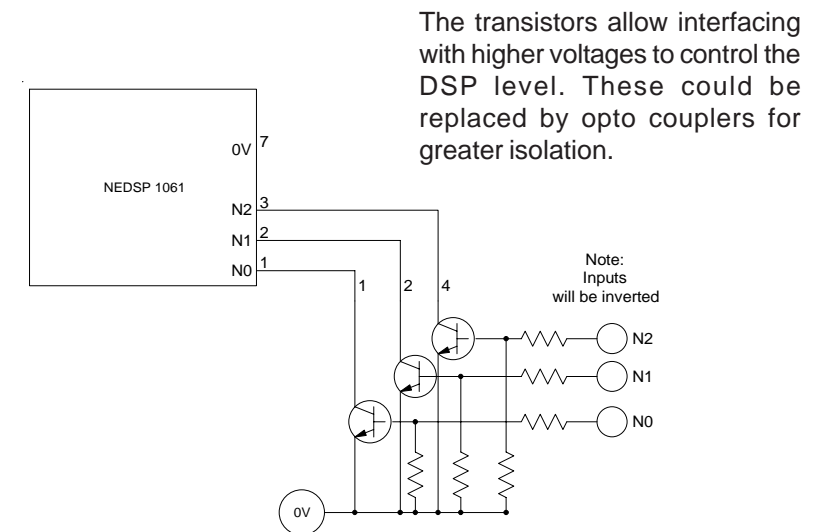 The transistors allow interfacing
with higher voltages to control the
DSP level. These could be
replaced by opto couplers for
greater isolation.
0V 7
NEDSP 1061
N2 3
N1 2
N0 1
Note:
Inputs
will be inverted
1 2 4
N2
N1
N0
0V